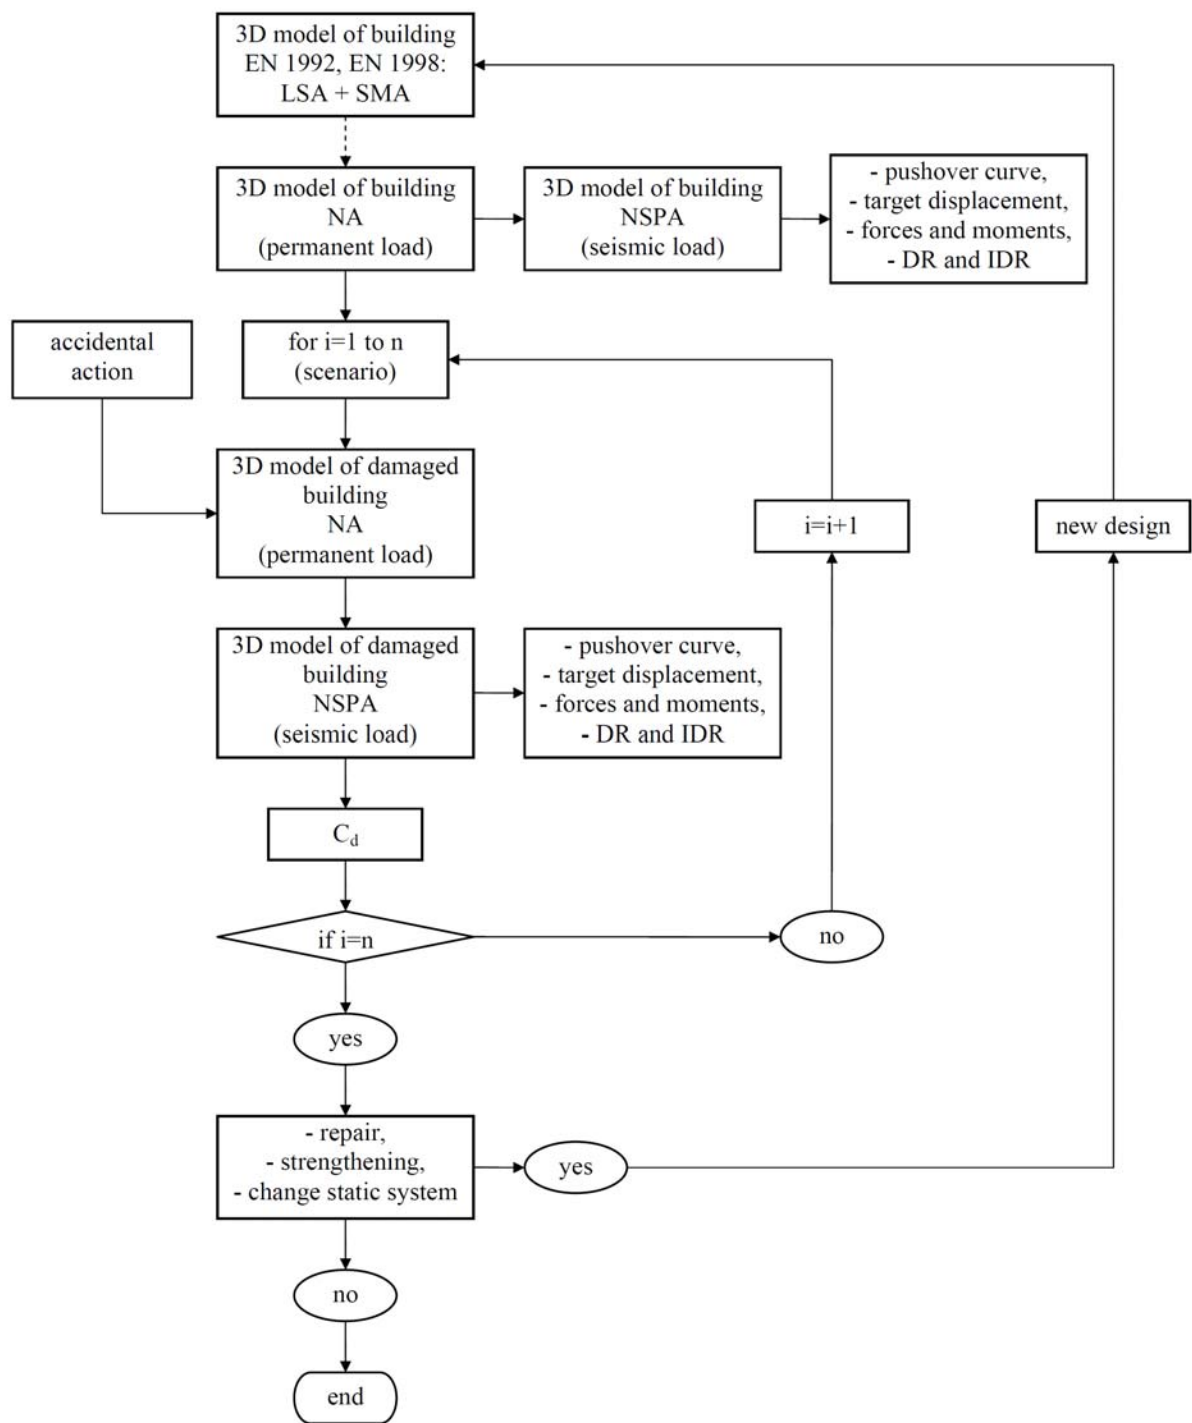 3D model of building
EN 1992, EN 1998:
LSA + SMA
3D model of building
NA
(permanent load)
3D model of building
NSPA
(seismic load)
- pushover curve,
- target displacement,
- forces and moments,
- DR and IDR
accidental
action
for i=1 to n
(scenario)
3D model of damaged
building
NA
(permanent load)
i=i+1
new design
3D model of damaged
building
NSPA
(seismic load)
- pushover curve,
- target displacement,
- forces and moments,
- DR and IDR
C_d
if i=n
no
yes
- repair,
- strengthening,
- change static system
yes
no
end